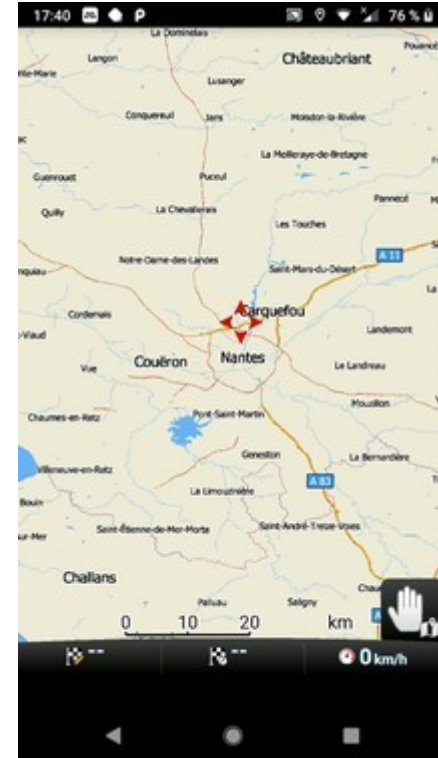 17:40 76 %
La Dominelais
Langon
Châteaubriant
Lusanger
Conquereuil
Jans
Moisdon-la-Rivière
La Meilleraye-de-Bretagne
Guenrouet
Puceul
Pannecé
Quilly
La Chevallerais
Les Touches
A 11
Notre-Dame-des-Landes
Saint-Mars-du-Désert
Carquefou
Cordemais
Landemont
Couëron
Nantes
Vue
Le Landreau
Mouzillon
Chaumes-en-Retz
Pont-Saint-Martin
Geneston
La Bernardière
Villeneuve-en-Retz
A 83
La Limouzinière
Bouin
Saint-Étienne-de-Mer-Morte
Saint-André-Treize-Voies
Challans
Palluau
Saligny
0 10 20 km
-- -- 0 km/h